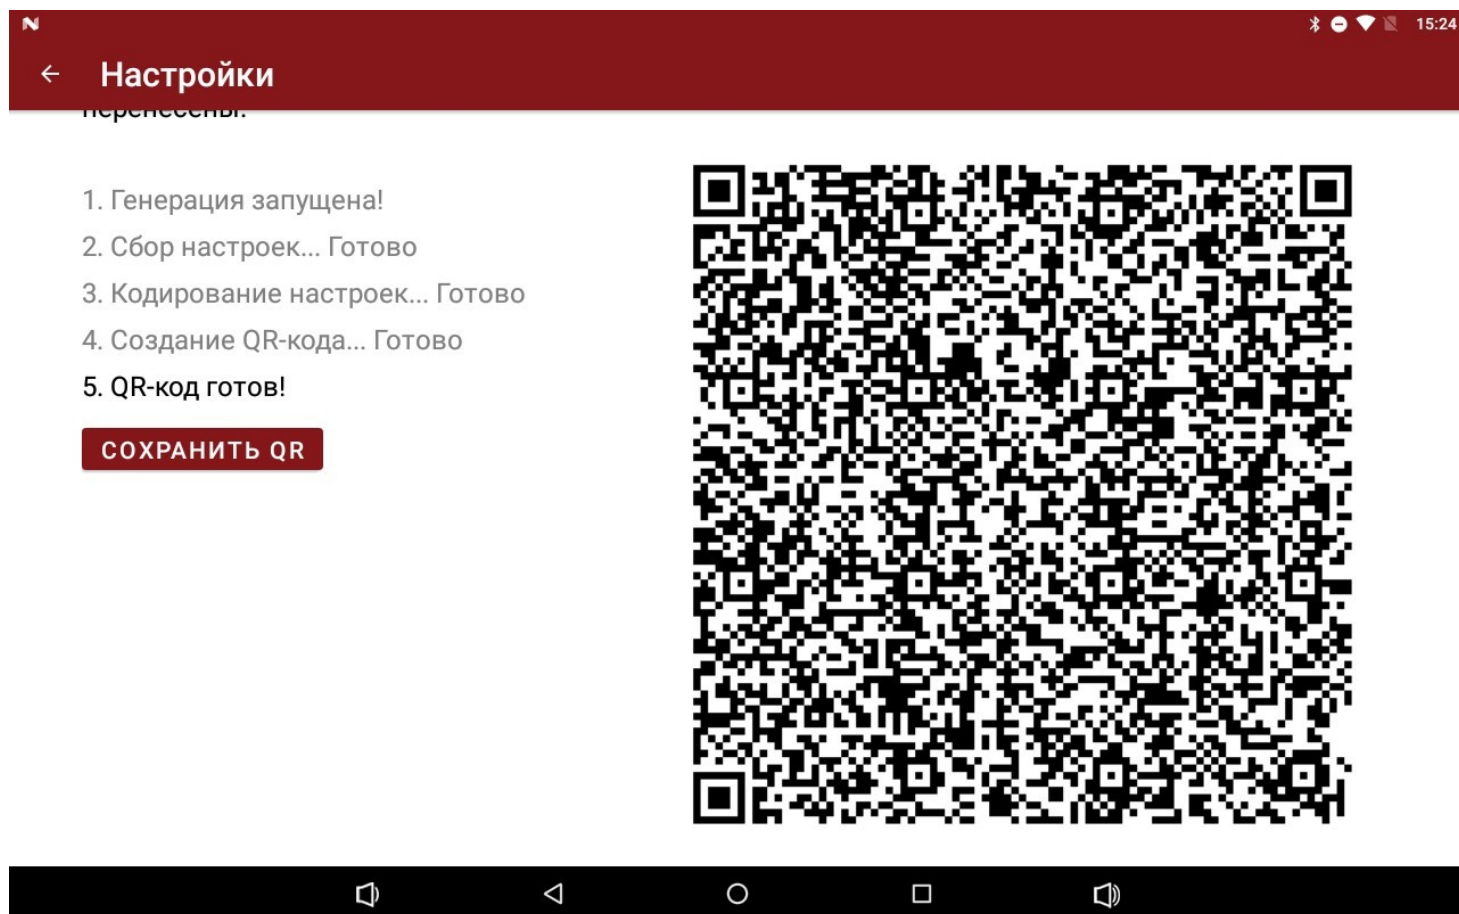 15:24
Настройки
перенесены.
1. Генерация запущена!
2. Сбор настроек... Готово
3. Кодирование настроек... Готово
4. Создание QR-кода... Готово
5. QR-код готов!
СОХРАНИТЬ QR